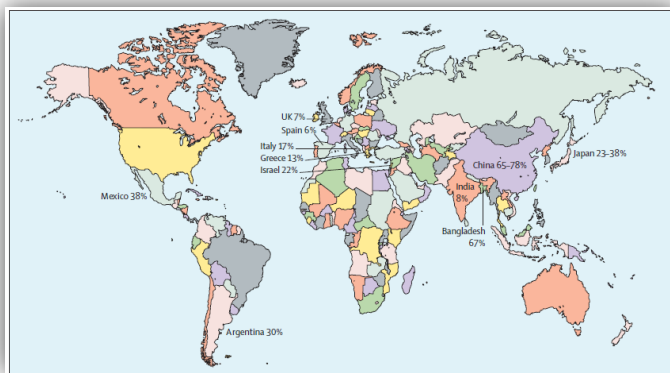 UK 7%
Spain 6%
Italy 17%
Greece 13%
Israel 22%
Japan 23–38%
China 65–78%
Mexico 38%
India
8%
Bangladesh
67%
Argentina 30%